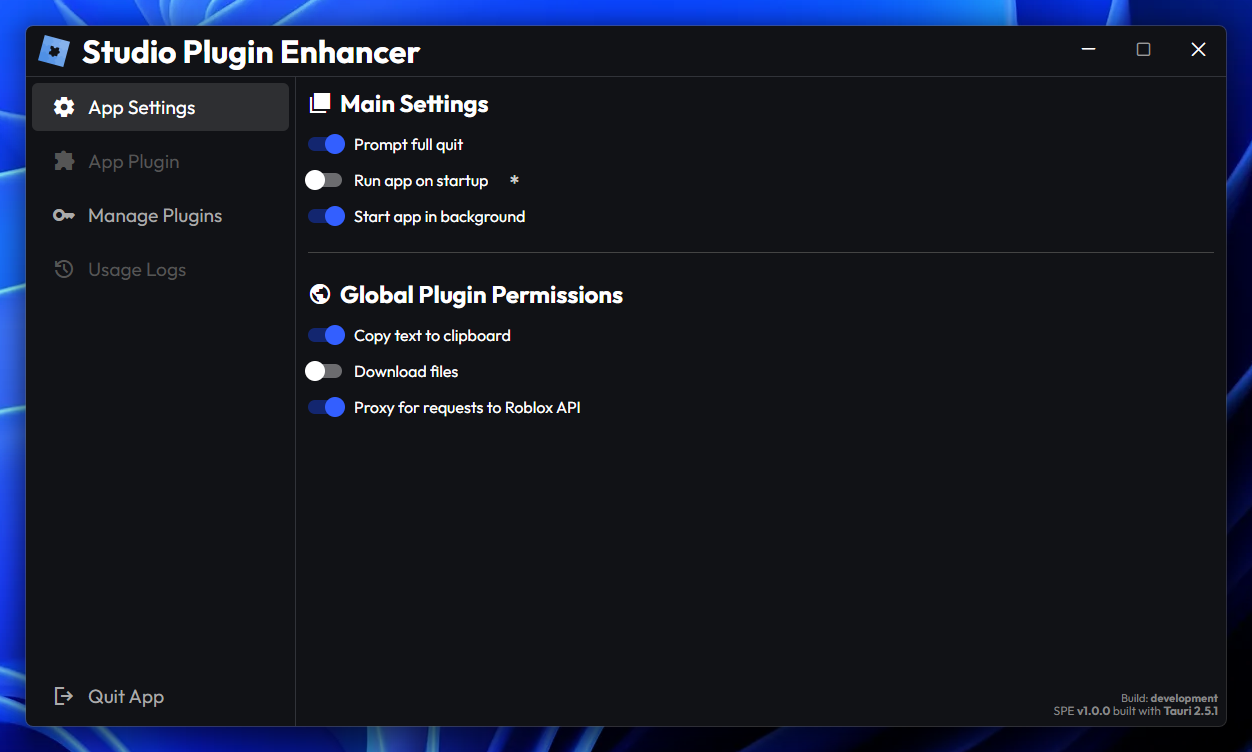 Studio Plugin Enhancer
App Settings
App Plugin
Manage Plugins
Usage Logs
Quit App
Main Settings
Prompt full quit
Run app on startup *
Start app in background
Global Plugin Permissions
Copy text to clipboard
Download files
Proxy for requests to Roblox API
Build: development
SPE v1.0.0 built with Tauri 2.5.1